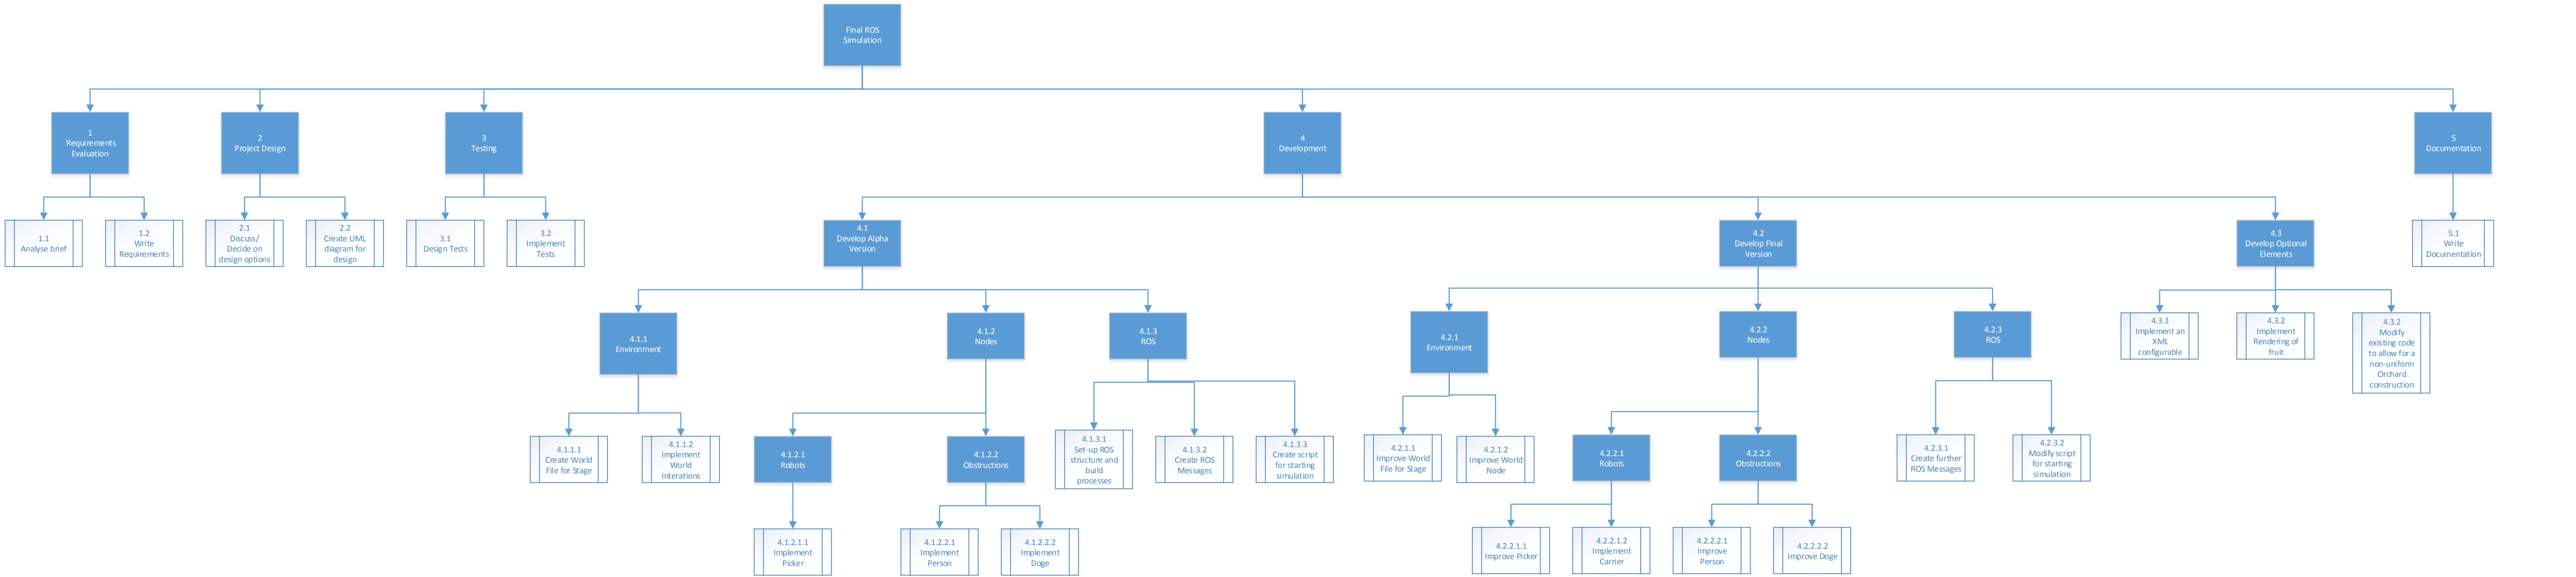 Final ROS
Simulation
1
Requirements
Evaluation
2
Project Design
3
Testing
4
Development
5
Documentation
1.1
Analyse brief
1.2
Write
Requirements
2.1
Discuss/
Decide on
design options
2.2
Create UML
diagram for
design
3.1
Design Tests
3.2
Implement
Tests
4.1
Develop Alpha
Version
4.2
Develop Final
Version
4.3
Develop Optional
Elements
5.1
Write
Documentation
4.1.1
Environment
4.1.2
Nodes
4.1.3
ROS
4.2.1
Environment
4.2.2
Nodes
4.2.3
ROS
4.3.1
Implement an
XML
configurable
4.3.2
Implement
Rendering of
fruit
4.3.2
Modify
existing code
to allow for a
non-uniform
Orchard
construction
4.1.1.1
Create World
File for Stage
4.1.1.2
Implement
World
Interations
4.1.2.1
Robots
4.1.2.2
Obstructions
4.1.3.1
Set-up ROS
structure and
build
processes
4.1.3.2
Create ROS
Messages
4.1.3.3
Create script
for starting
simulation
4.2.1.1
Improve World
File for Stage
4.2.1.2
Improve World
Node
4.2.2.1
Robots
4.2.2.2
Obstructions
4.2.3.1
Create further
ROS Messages
4.2.3.2
Modify script
for starting
simulation
4.1.2.1.1
Implement
Picker
4.1.2.2.1
Implement
Person
4.1.2.2.2
Implement
Doge
4.2.2.1.1
Improve Picker
4.2.2.1.2
Implement
Carrier
4.2.2.2.1
Improve
Person
4.2.2.2.2
Improve Doge